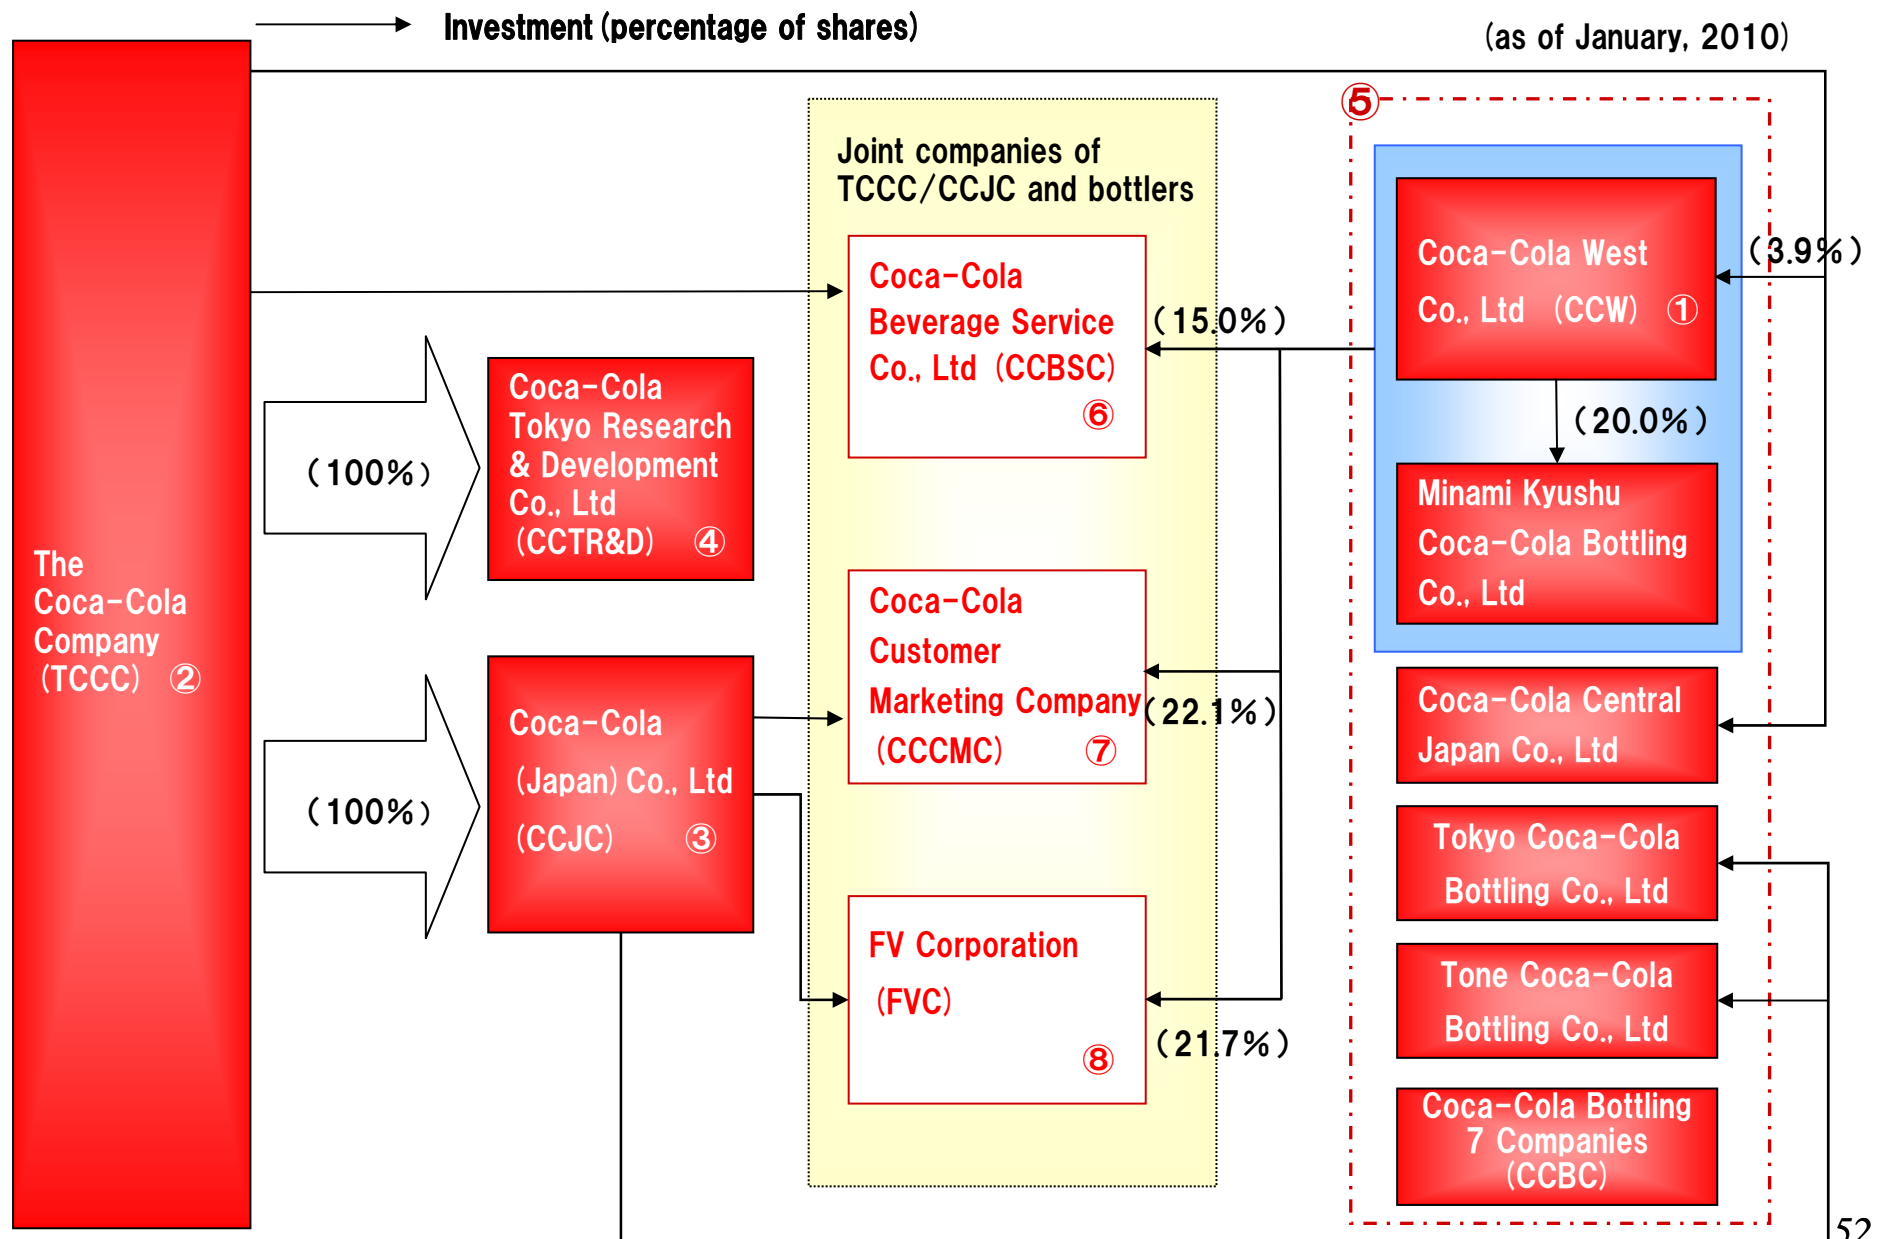 Investment (percentage of shares)
(as of January, 2010)
The
Coca-Cola
Company
(TCCC) ②
(100%)
Coca-Cola
Tokyo Research
& Development
Co., Ltd
(CCTR&D) ④
(100%)
Coca-Cola
(Japan) Co., Ltd
(CCJC) ③
Joint companies of
TCCC/CCJC and bottlers
Coca-Cola
Beverage Service
Co., Ltd (CCBSC)
⑥
(15.0%)
Coca-Cola
Customer
Marketing Company
(CCCMC) ⑦
(22.1%)
FV Corporation
(FVC)
⑧
(21.7%)
⑤
Coca-Cola West
Co., Ltd (CCW) ①
(3.9%)
(20.0%)
Minami Kyushu
Coca-Cola Bottling
Co., Ltd
Coca-Cola Central
Japan Co., Ltd
Tokyo Coca-Cola
Bottling Co., Ltd
Tone Coca-Cola
Bottling Co., Ltd
Coca-Cola Bottling
7 Companies
(CCBC)
52